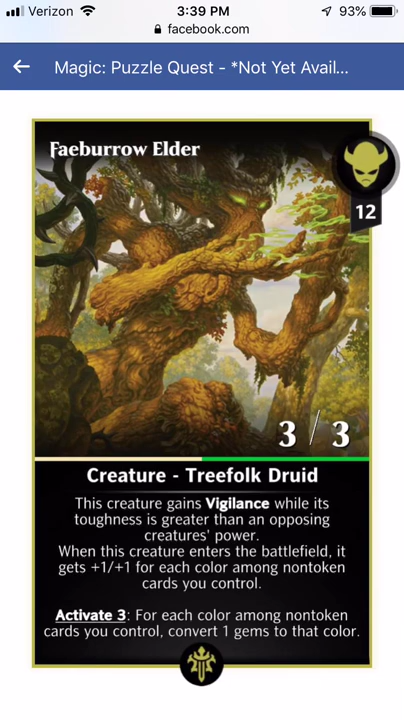 Verizon 3:39 PM 93%
facebook.com
Magic: Puzzle Quest - *Not Yet Avail...
Faeburrow Elder
12
3 / 3
Creature - Treefolk Druid
This creature gains Vigilance while its
toughness is greater than an opposing
creatures' power.
When this creature enters the battlefield, it
gets +1/+1 for each color among nontoken
cards you control.
Activate 3: For each color among nontoken
cards you control, convert 1 gems to that color.